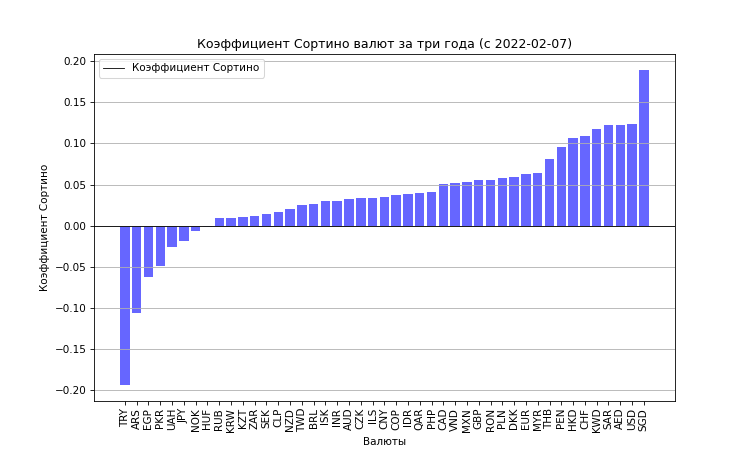 Коэффициент Сортино валют за три года (с 2022-02-07)
Коэффициент Сортино
0.20
0.15
0.10
0.05
0.00
−0.05
−0.10
−0.15
−0.20
Коэффициент Сортино
TRY
ARS
EGP
PKR
UAH
JPY
NOK
HUF
RUB
KRW
KZT
ZAR
SEK
CLP
NZD
TWD
BRL
ISK
INR
AUD
CZK
ILS
CNY
COP
IDR
QAR
PHP
CAD
VND
MXN
GBP
RON
PLN
DKK
EUR
MYR
THB
PEN
HKD
CHF
KWD
SAR
AED
USD
SGD
Валюты